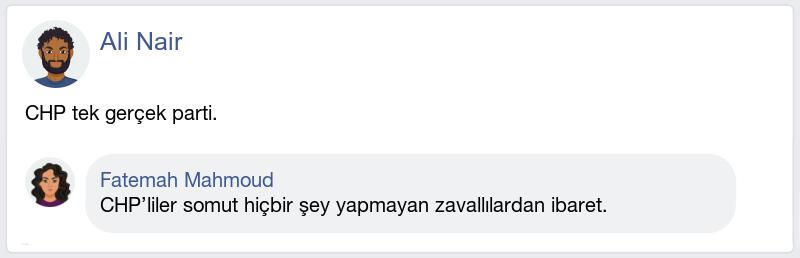 Ali Nair
CHP tek gerçek parti.
Fatemah Mahmoud
CHP’liler somut hiçbir şey yapmayan zavallılardan ibaret.